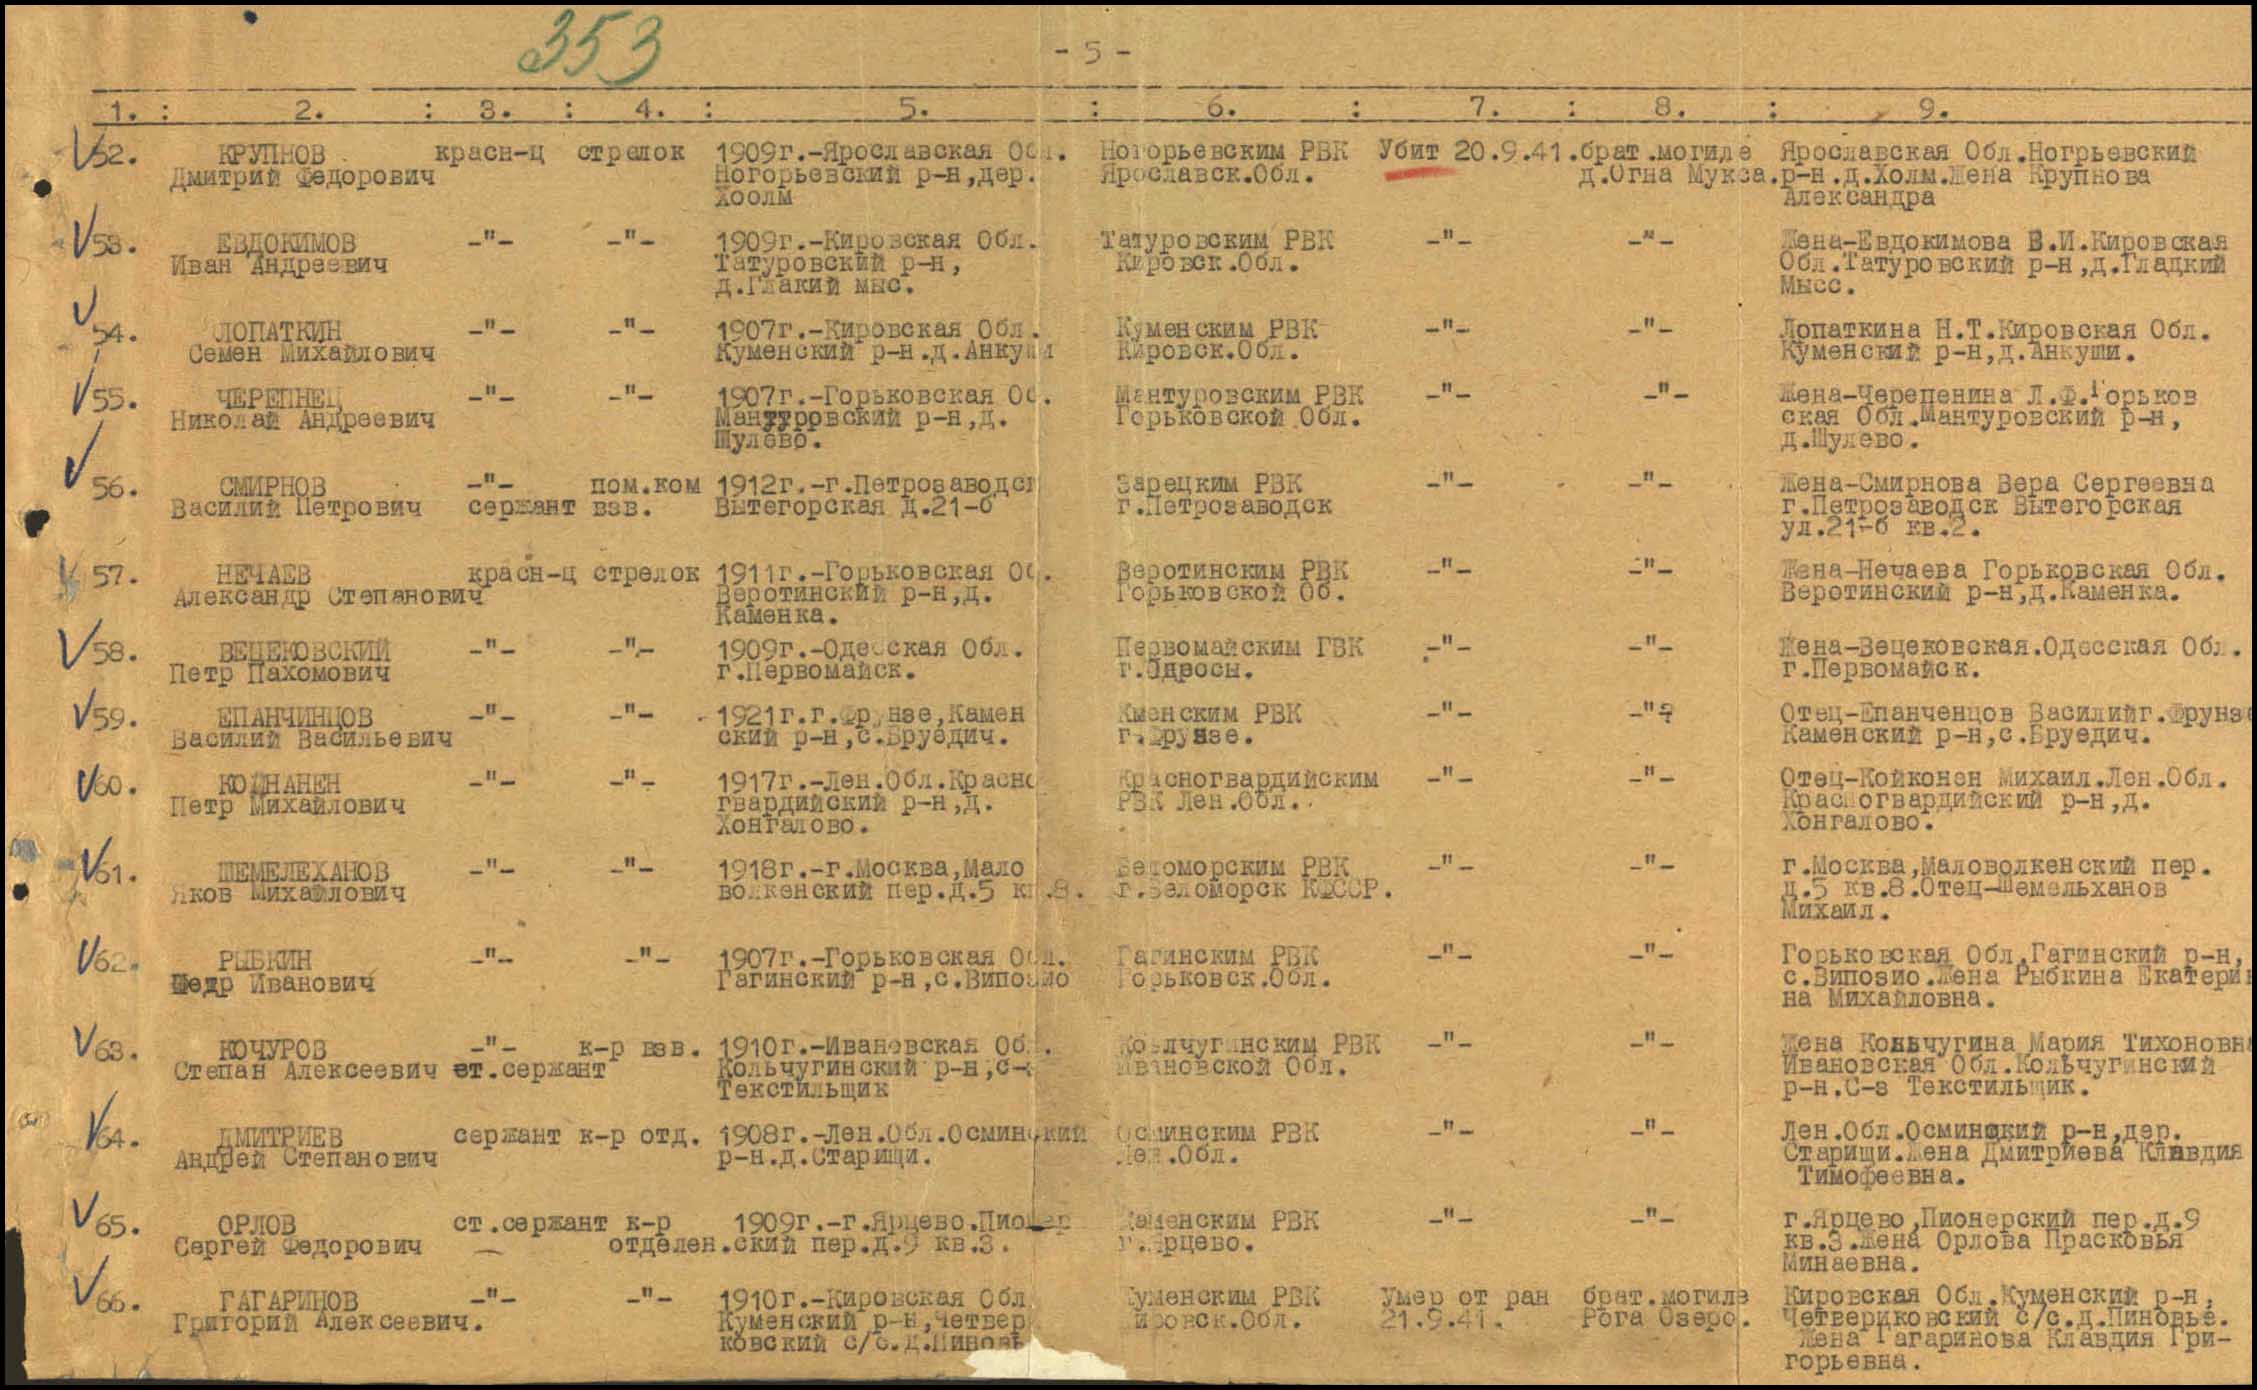 353
- 5 -
1. : 2. : 3. : 4. : 5. : 6. : 7. : 8. : 9.
52. КРУПНОВ красн-ц стрелок 1909г.-Ярославская Ногорьевским РВК Убит 20.9.41.брат.могиле Ярославская Обл.Ногрьевский
Дмитрий Федорович Ногорьевский р-н,дер. Ярославск.Обл. д.Огна Мукса.р-н.д.Холм.Жена Крупнова
Хоолм Александра
53. ЕВДОКИМОВ -"- -"- 1909г.-Кировская Обл. Татуровским РВК -"- -"- Жена-Евдокимова Е.И.Кировская
Иван Андреевич Татуровский р-н, Кировск.Обл. Обл.Татуровский р-н,д.Гладкий
д.Глакий мыс. Мысс.
54. ЛОПАТКИН -"- -"- 1907г.-Кировская Обл. Куменским РВК -"- -"- Лопаткина Н.Т.Кировская Обл.
Семен Михайлович Куменский р-н.д.Анкуши Кировск.Обл. Куменский р-н,д.Анкуши.
55. ЧЕРЕПНЕЦ -"- -"- 1907г.-Горьковская Мантуровским РВК -"- -"- Жена-Черепенина Л.Ф.Горьков
Николай Андреевич Мантуровский р-н,д. Горьковской Обл. ская Обл.Мантуровский р-н,
Шулево. д.Шулево.
56. СМИРНОВ -"- пом.ком 1912г.-г.Петрозаводск Зарецким РВК -"- -"- Жена-Смирнова Вера Сергеевна
Василий Петрович сержант взв. Вытегорская д.21-б г.Петрозаводск г.Петрозаводск Вытегорская
ул.21-б кв.2.
57. НЕЧАЕВ красн-ц стрелок 1911г.-Горьковская Веротинским РВК -"- -"- Жена-Нечаева Горьковская Обл.
Александр Степанович Веротинский р-н,д. Горьковской Об. Веротинский р-н,д.Каменка.
Каменка.
58. ВЕЦЕКОВСКИЙ -"- -"- 1909г.-Одесская Обл. Первомайским ГВК -"- -"- Жена-Вецековская.Одесская Обл.
Петр Пахомович г.Первомайск. г.Одроси. г.Первомайск.
59. ЕПАНЧИНЦОВ -"- -"- 1921г.г.Фрунзе,Камен Кменским РВК -"- -"- Отец-Епанченцов Василийг.Фрунзе
Василий Васильевич ский р-н,с.Бруедич. г.Фрунзе. Каменский р-н,с.Бруедич.
60. КОЙНАНЕН -"- -"- 1917г.-Лен.Обл.Красно Красногвардийским -"- -"- Отец-Койконен Михаил.Лен.Обл.
Петр Михайлович гвардийский р-н,д. РВК Лен.Обл. Красногвардийский р-н,д.
Хонгалово. Хонгалово.
61. ШЕМЕЛЕХАНОВ -"- -"- 1918г.-г.Москва,Мало Беломорским РВК -"- -"- г.Москва,Маловолкенский пер.
Яков Михайлович волкенский пер.д.5 кв.8. г.Беломорск КФССР. д.5 кв.8.Отец-Шемельханов
Михаил.
62. РЫБКИН -"- -"- 1907г.-Горьковская Обл. Гагинским РВК -"- -"- Горьковская Обл.Гагинский р-н,
Иванович Гагинский р-н,с.Випозио Горьковск.Обл. с.Випозио.Жена Рыбкина Екатери
на Михайловна.
63. КОЧУРОВ -"- к-р взв. 1910г.-Ивановская Кольчугинским РВК -"- -"- Жена Кольчугина Мария Тихоновна
Степан Алексеевич ст.сержант Кольчугинский р-н,с- Ивановской Обл. Ивановская Обл.Кольчугинский
Текстильщик р-н.С-з Текстильщик.
64. ДМИТРИЕВ сержант к-р отд. 1908г.-Лен.Обл.Осминский Осминским РВК -"- -"- Лен.Обл.Осминский р-н,дер.
Андрей Степанович р-н.д.Старищи. Лен.Обл. Старищи.Жена Дмитриева Клавдия
Тимофеевна.
65. ОРЛОВ ст.сержант к-р 1909г.-г.Ярцево.Пионер Каменским РВК -"- -"- г.Ярцево,Пионерский пер.д.9
Сергей Федорович отделен.ский пер.д.9 кв.3. г.Ярцево. кв.3.Жена Орлова Прасковья
Минаевна.
66. ГАГАРИНОВ -"- -"- 1910г.-Кировская Обл Куменским РВК Умер от ран брат.могиле Кировская Обл.Куменский р-н,
Григорий Алексеевич. Куменский р-н,Четвер Кировск.Обл. 21.9.41. Рога Озеро. Четвериковский с/с.д.Пиновье.
ковский с/с.д.Пиновь Жена Гагаринова Клавдия Гри-
горьевна.